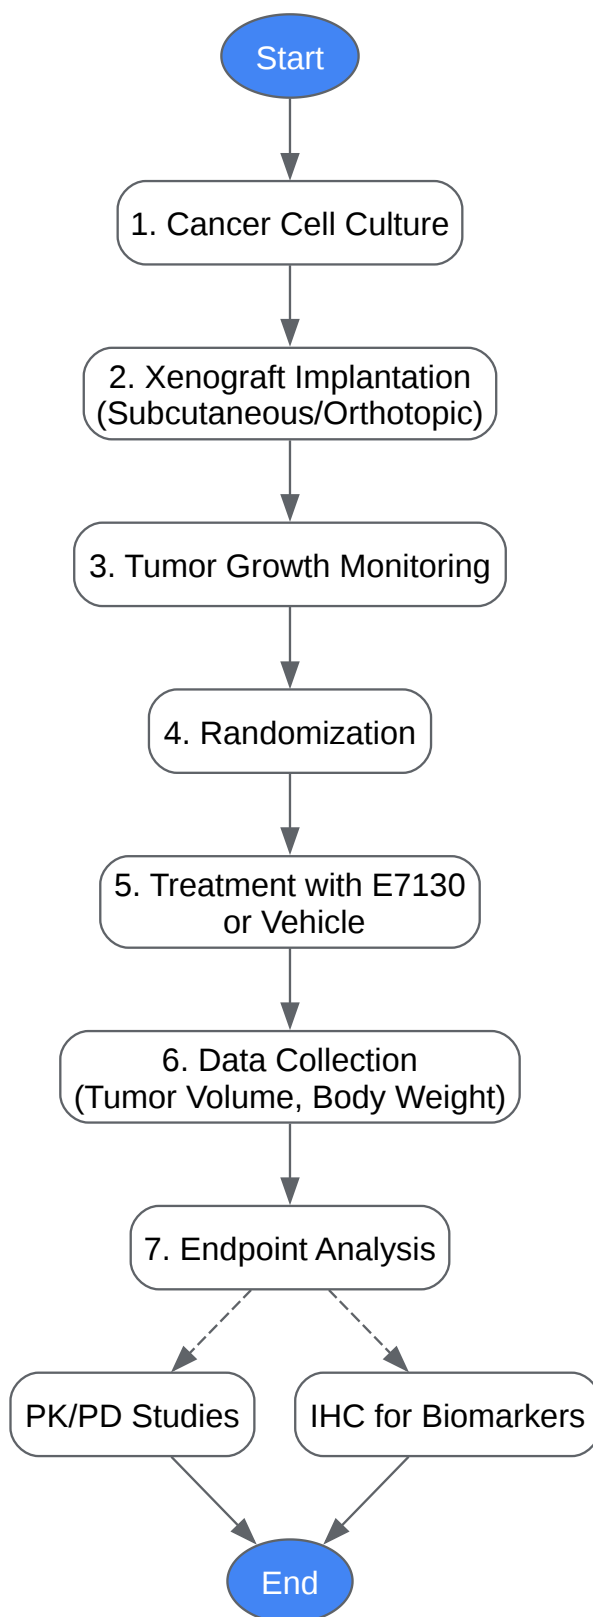 Start
1. Cancer Cell Culture
2. Xenograft Implantation
(Subcutaneous/Orthotopic)
3. Tumor Growth Monitoring
4. Randomization
5. Treatment with E7130
or Vehicle
6. Data Collection
(Tumor Volume, Body Weight)
7. Endpoint Analysis
PK/PD Studies
IHC for Biomarkers
End